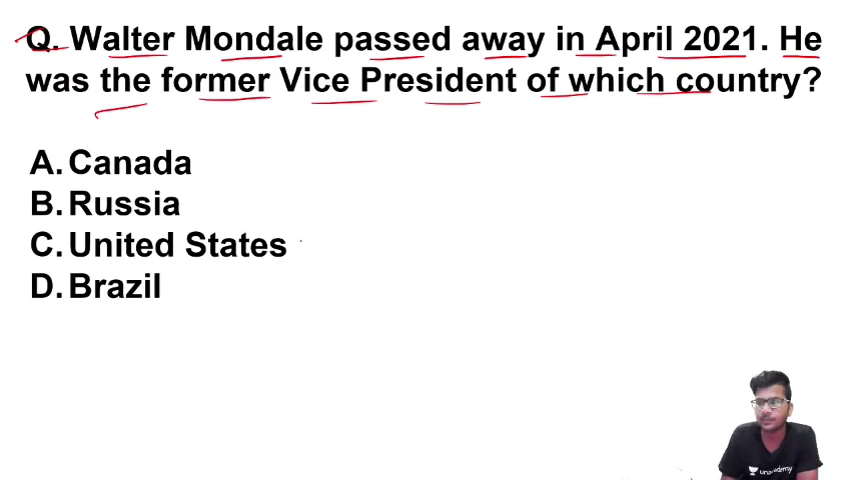 Q. Walter Mondale passed away in April 2021. He
was the former Vice President of which country?
A. Canada
B. Russia
C. United States
D. Brazil
unacademy